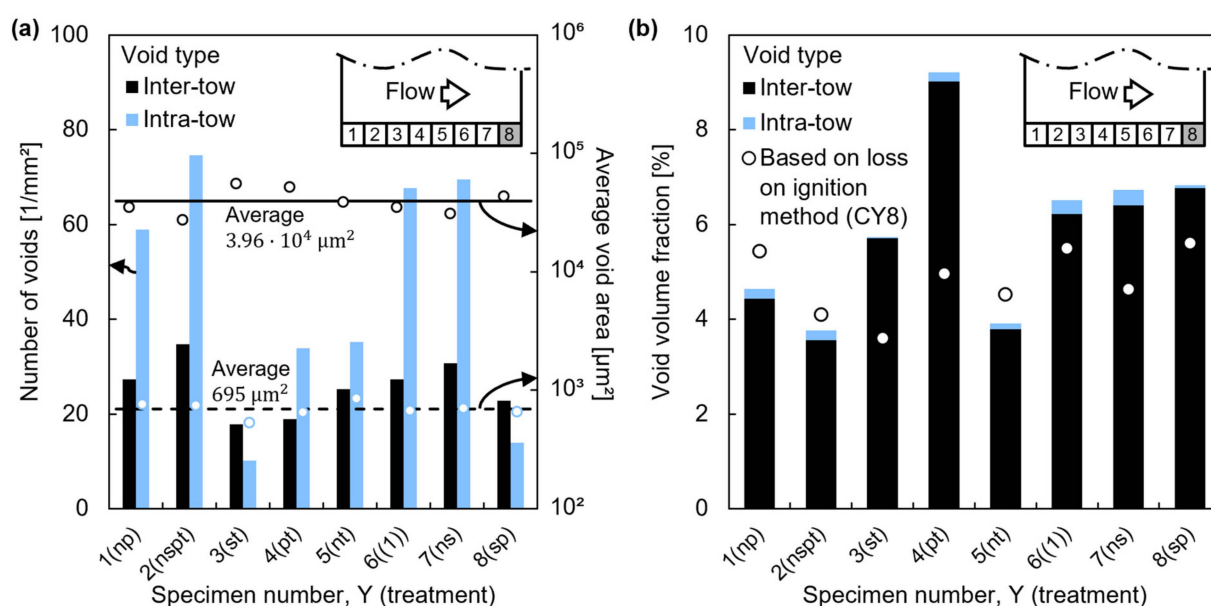 (a)
Number of voids [1/mm²]
100
80
60
40
20
0
Void type
Inter-tow
Intra-tow
Flow
1 2 3 4 5 6 7 8
Average
3.96 · 10⁴ μm²
Average
695 μm²
10⁶
10⁵
10⁴
10³
10²
Average void area [μm²]
1(np)
2(nspt)
3(st)
4(pt)
5(nt)
6((1))
7(ns)
8(sp)
Specimen number, Y (treatment)
(b)
Void volume fraction [%]
10
8
6
4
2
0
Void type
Inter-tow
Intra-tow
Based on loss
on ignition
method (CY8)
Flow
1 2 3 4 5 6 7 8
1(np)
2(nspt)
3(st)
4(pt)
5(nt)
6((1))
7(ns)
8(sp)
Specimen number, Y (treatment)